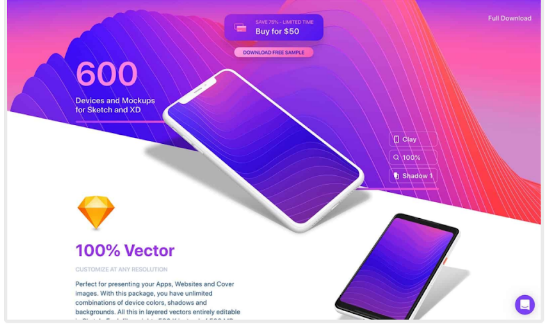 SAVE 79% - LIMITED TIME
Buy for $50
Full Download
DOWNLOAD FREE SAMPLE
600
Devices and Mockups
for Sketch and XD
Clay
100%
Shadow 1
100% Vector
CUSTOMIZE AT ANY RESOLUTION
Perfect for presenting your Apps, Websites and Cover
images. With this package, you have unlimited
combinations of device colors, shadows and
backgrounds. All this in layered vectors entirely editable